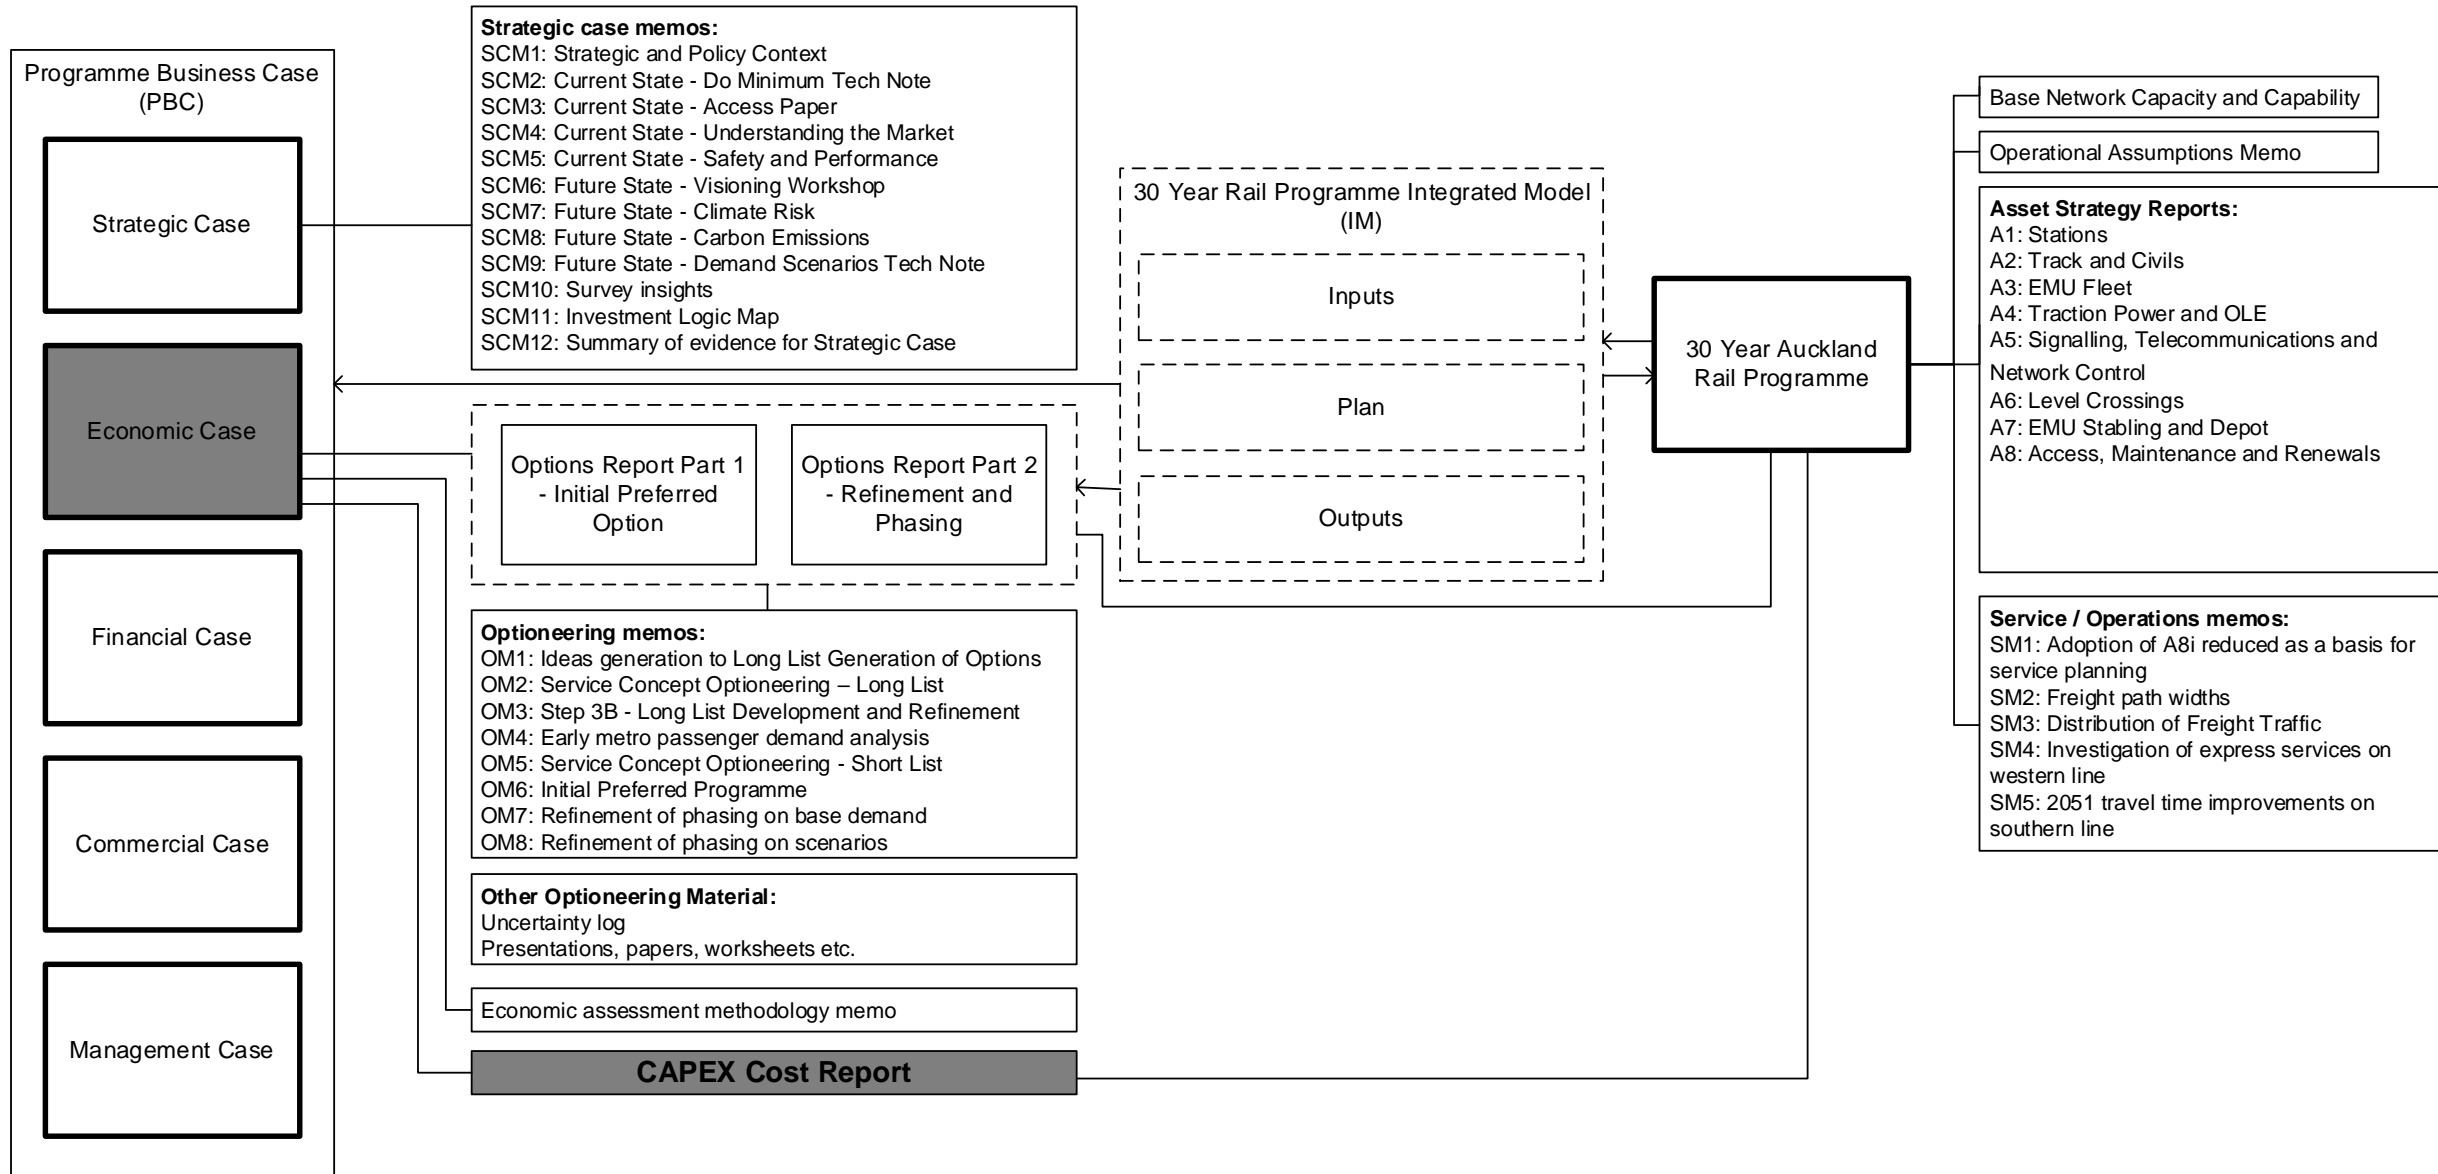 Programme Business Case
(PBC)
Strategic Case
Economic Case
Financial Case
Commercial Case
Management Case
Strategic case memos:
SCM1: Strategic and Policy Context
SCM2: Current State - Do Minimum Tech Note
SCM3: Current State - Access Paper
SCM4: Current State - Understanding the Market
SCM5: Current State - Safety and Performance
SCM6: Future State - Visioning Workshop
SCM7: Future State - Climate Risk
SCM8: Future State - Carbon Emissions
SCM9: Future State - Demand Scenarios Tech Note
SCM10: Survey insights
SCM11: Investment Logic Map
SCM12: Summary of evidence for Strategic Case
Options Report Part 1
- Initial Preferred
Option
Options Report Part 2
- Refinement and
Phasing
Optioneering memos:
OM1: Ideas generation to Long List Generation of Options
OM2: Service Concept Optioneering – Long List
OM3: Step 3B - Long List Development and Refinement
OM4: Early metro passenger demand analysis
OM5: Service Concept Optioneering - Short List
OM6: Initial Preferred Programme
OM7: Refinement of phasing on base demand
OM8: Refinement of phasing on scenarios
Other Optioneering Material:
Uncertainty log
Presentations, papers, worksheets etc.
Economic assessment methodology memo
CAPEX Cost Report
30 Year Rail Programme Integrated Model
(IM)
Inputs
Plan
Outputs
30 Year Auckland
Rail Programme
Base Network Capacity and Capability
Operational Assumptions Memo
Asset Strategy Reports:
A1: Stations
A2: Track and Civils
A3: EMU Fleet
A4: Traction Power and OLE
A5: Signalling, Telecommunications and
Network Control
A6: Level Crossings
A7: EMU Stabling and Depot
A8: Access, Maintenance and Renewals
Service / Operations memos:
SM1: Adoption of A8i reduced as a basis for
service planning
SM2: Freight path widths
SM3: Distribution of Freight Traffic
SM4: Investigation of express services on
western line
SM5: 2051 travel time improvements on
southern line